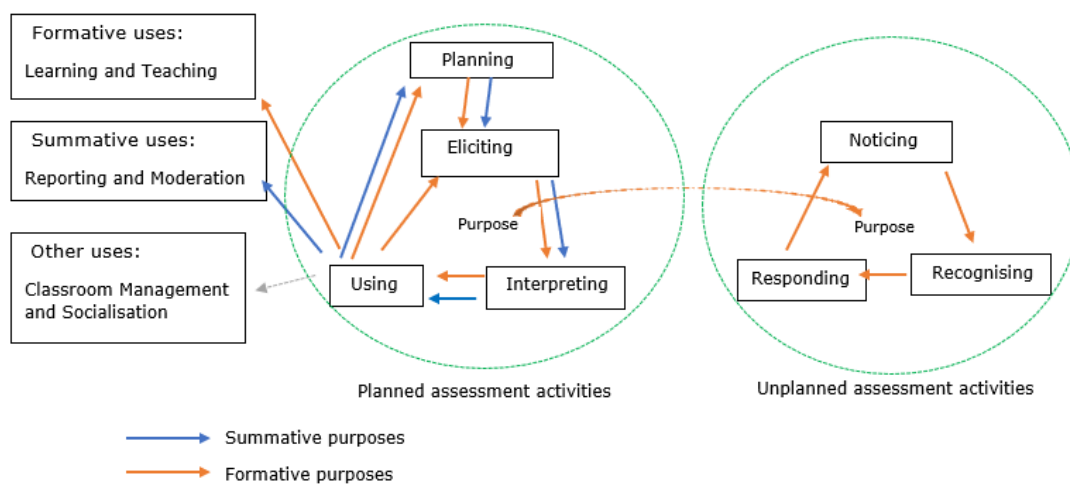 Formative uses:
Learning and Teaching
Summative uses:
Reporting and Moderation
Other uses:
Classroom Management
and Socialisation
Planning
Eliciting
Purpose
Using
Interpreting
Planned assessment activities
Noticing
Purpose
Responding
Recognising
Unplanned assessment activities
Summative purposes
Formative purposes